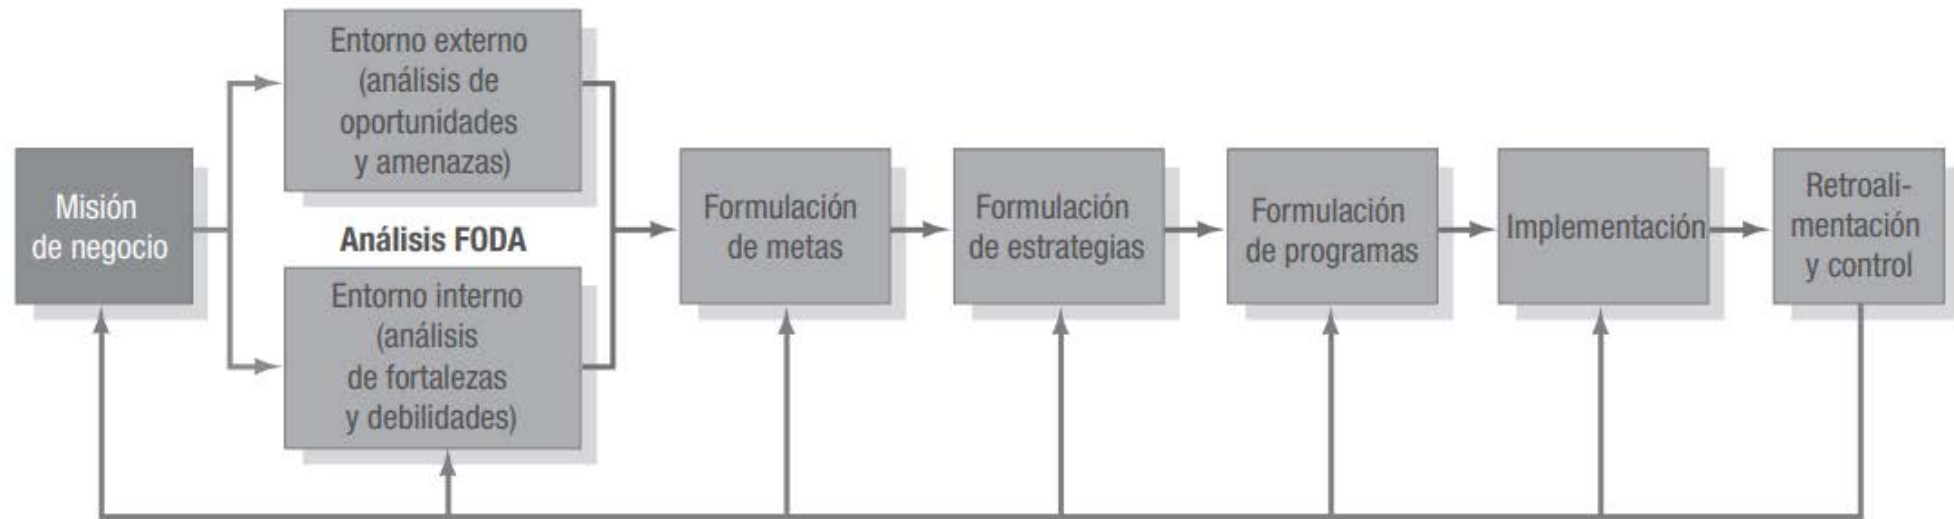 Misión
de negocio
Entorno externo
(análisis de
oportunidades
y amenazas)
Análisis FODA
Entorno interno
(análisis
de fortalezas
y debilidades)
Formulación
de metas
Formulación
de estrategias
Formulación
de programas
Implementación
Retroali-
mentación
y control